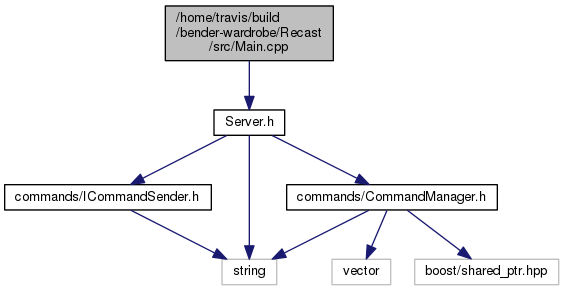 /home/travis/build
/bender-wardrobe/Recast
/src/Main.cpp
Server.h
commands/ICommandSender.h
commands/CommandManager.h
string
vector
boost/shared_ptr.hpp